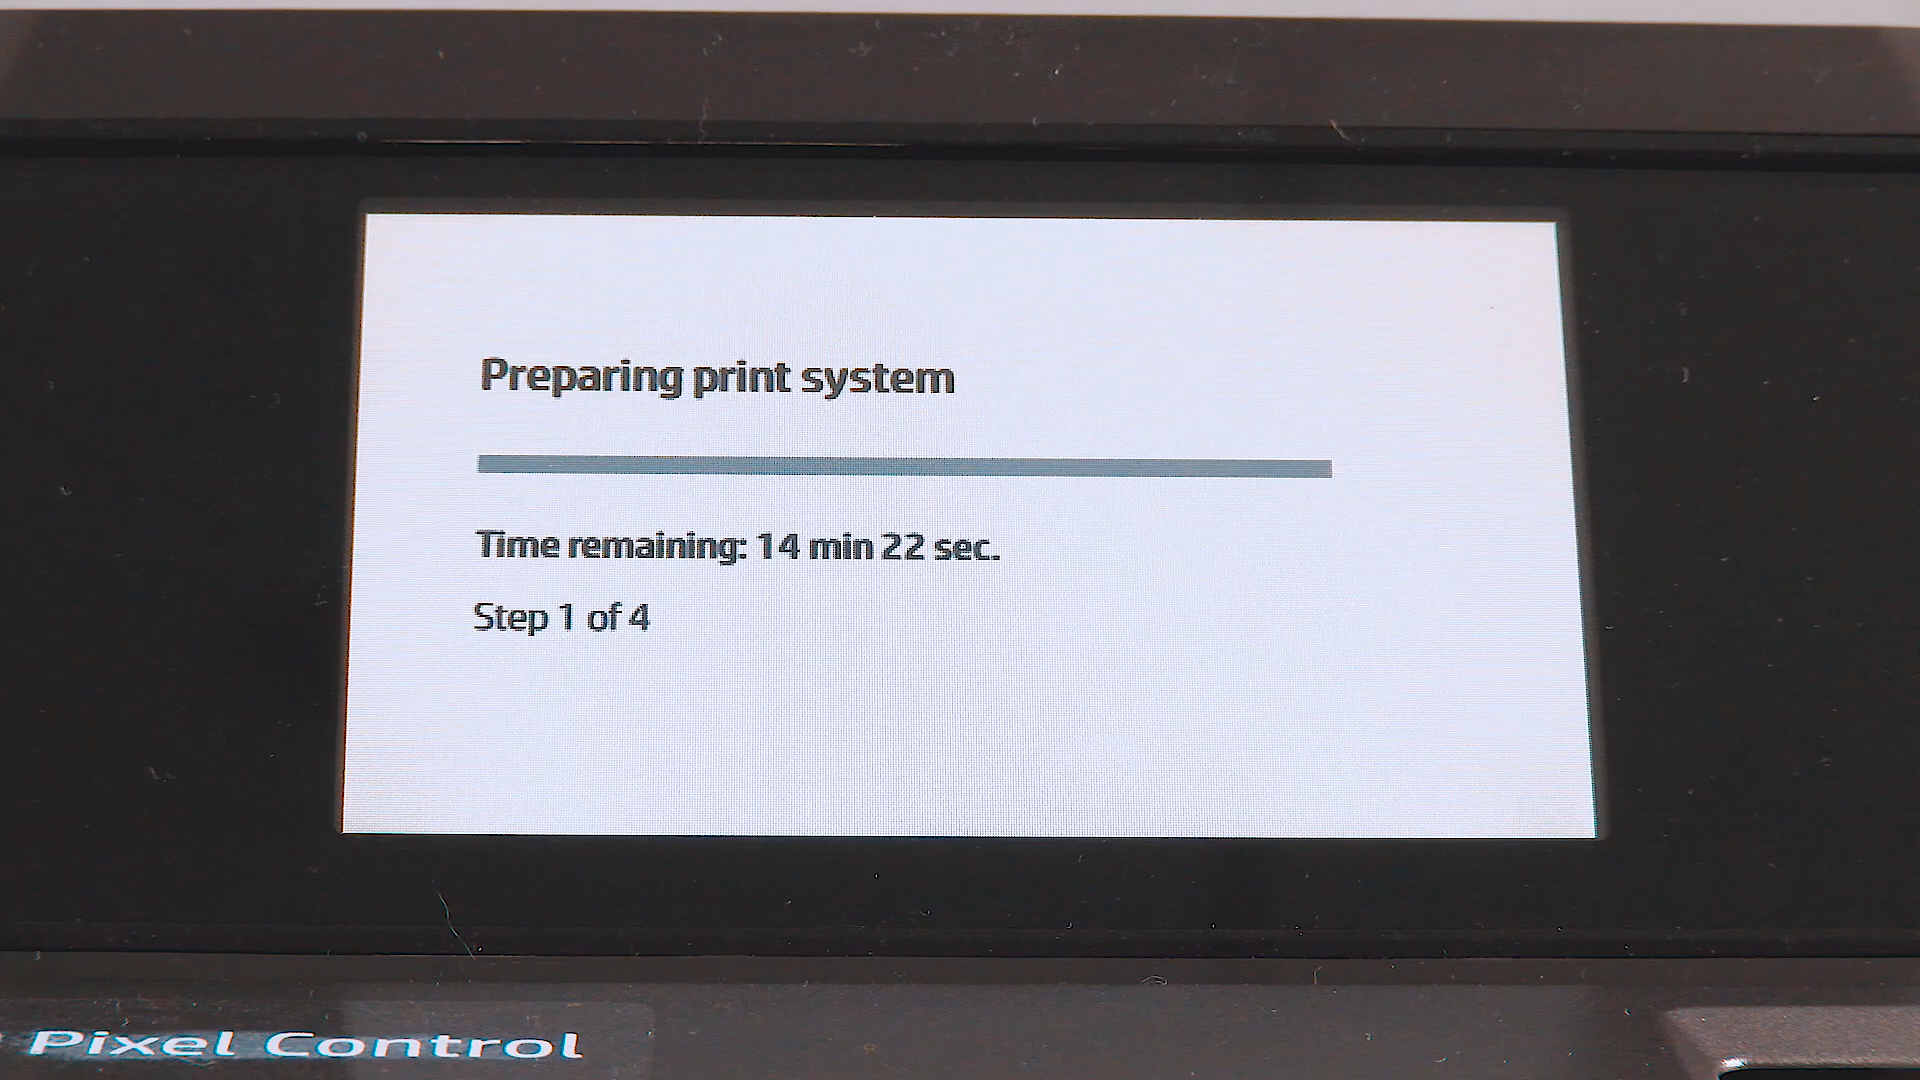 Preparing print system
Time remaining: 14 min 22 sec.
Step 1 of 4
Pixel Control